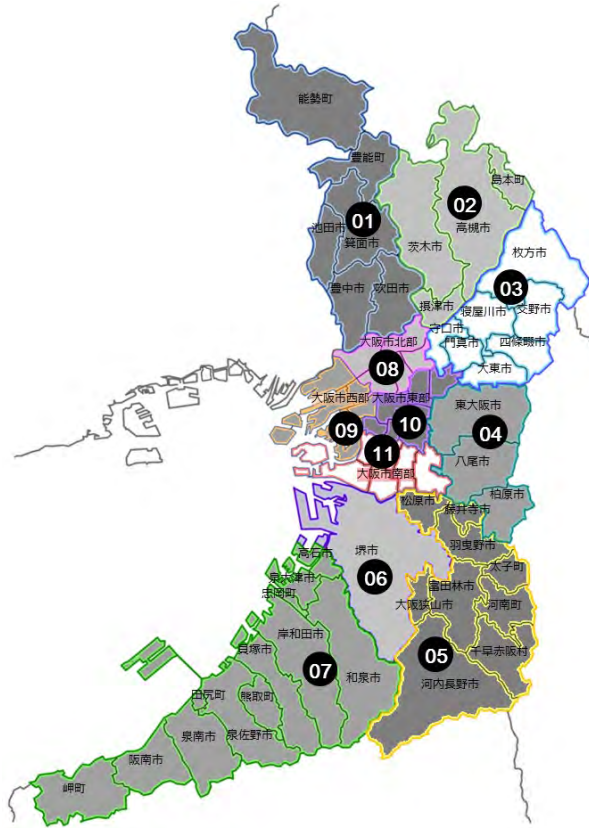 能勢町
豊能町
島本町
02
01
高槻市
池田市
箕面市
茨木市
枚方市
03
豊中市
吹田市
摂津市
寝屋川市
交野市
守口市
門真市
四條畷市
大阪市北部
08
大東市
大阪市西部
大阪市東部
東大阪市
09
10
04
11
八尾市
大阪市南部
柏原市
松原市
藤井寺市
羽曳野市
高石市
堺市
太子町
泉大津市
06
富田林市
忠岡町
大阪狭山市
河南町
岸和田市
貝塚市
05
千早赤阪村
07
和泉市
河内長野市
田尻町
熊取町
泉南市
泉佐野市
阪南市
岬町